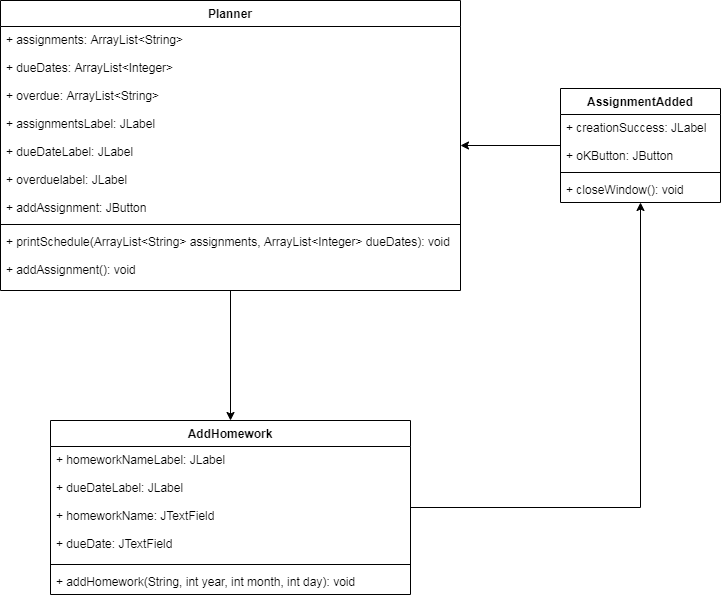 Planner
+ assignments: ArrayList<String>
+ dueDates: ArrayList<Integer>
+ overdue: ArrayList<String>
+ assignmentsLabel: JLabel
+ dueDateLabel: JLabel
+ overduelabel: JLabel
+ addAssignment: JButton
+ printSchedule(ArrayList<String> assignments, ArrayList<Integer> dueDates): void
+ addAssignment(): void
AssignmentAdded
+ creationSuccess: JLabel
+ oKButton: JButton
+ closeWindow(): void
AddHomework
+ homeworkNameLabel: JLabel
+ dueDateLabel: JLabel
+ homeworkName: JTextField
+ dueDate: JTextField
+ addHomework(String, int year, int month, int day): void